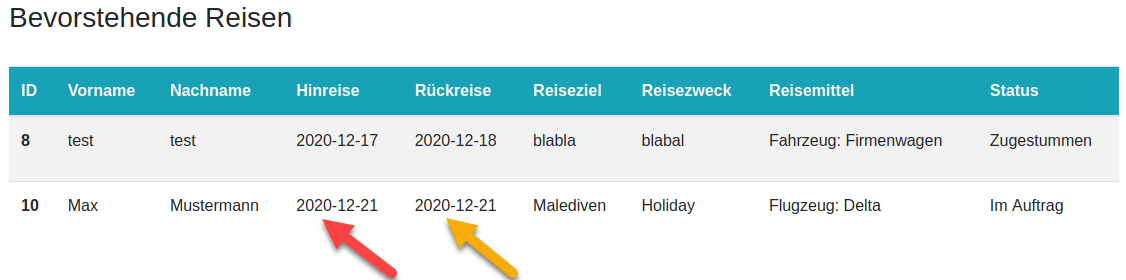 Bevorstehende Reisen
ID Vorname Nachname Hinreise Rückreise Reiseziel Reisezweck Reisemittel Status
8 test test 2020-12-17 2020-12-18 blabla blabal Fahrzeug: Firmenwagen Zugestummen
10 Max Mustermann 2020-12-21 2020-12-21 Malediven Holiday Flugzeug: Delta Im Auftrag